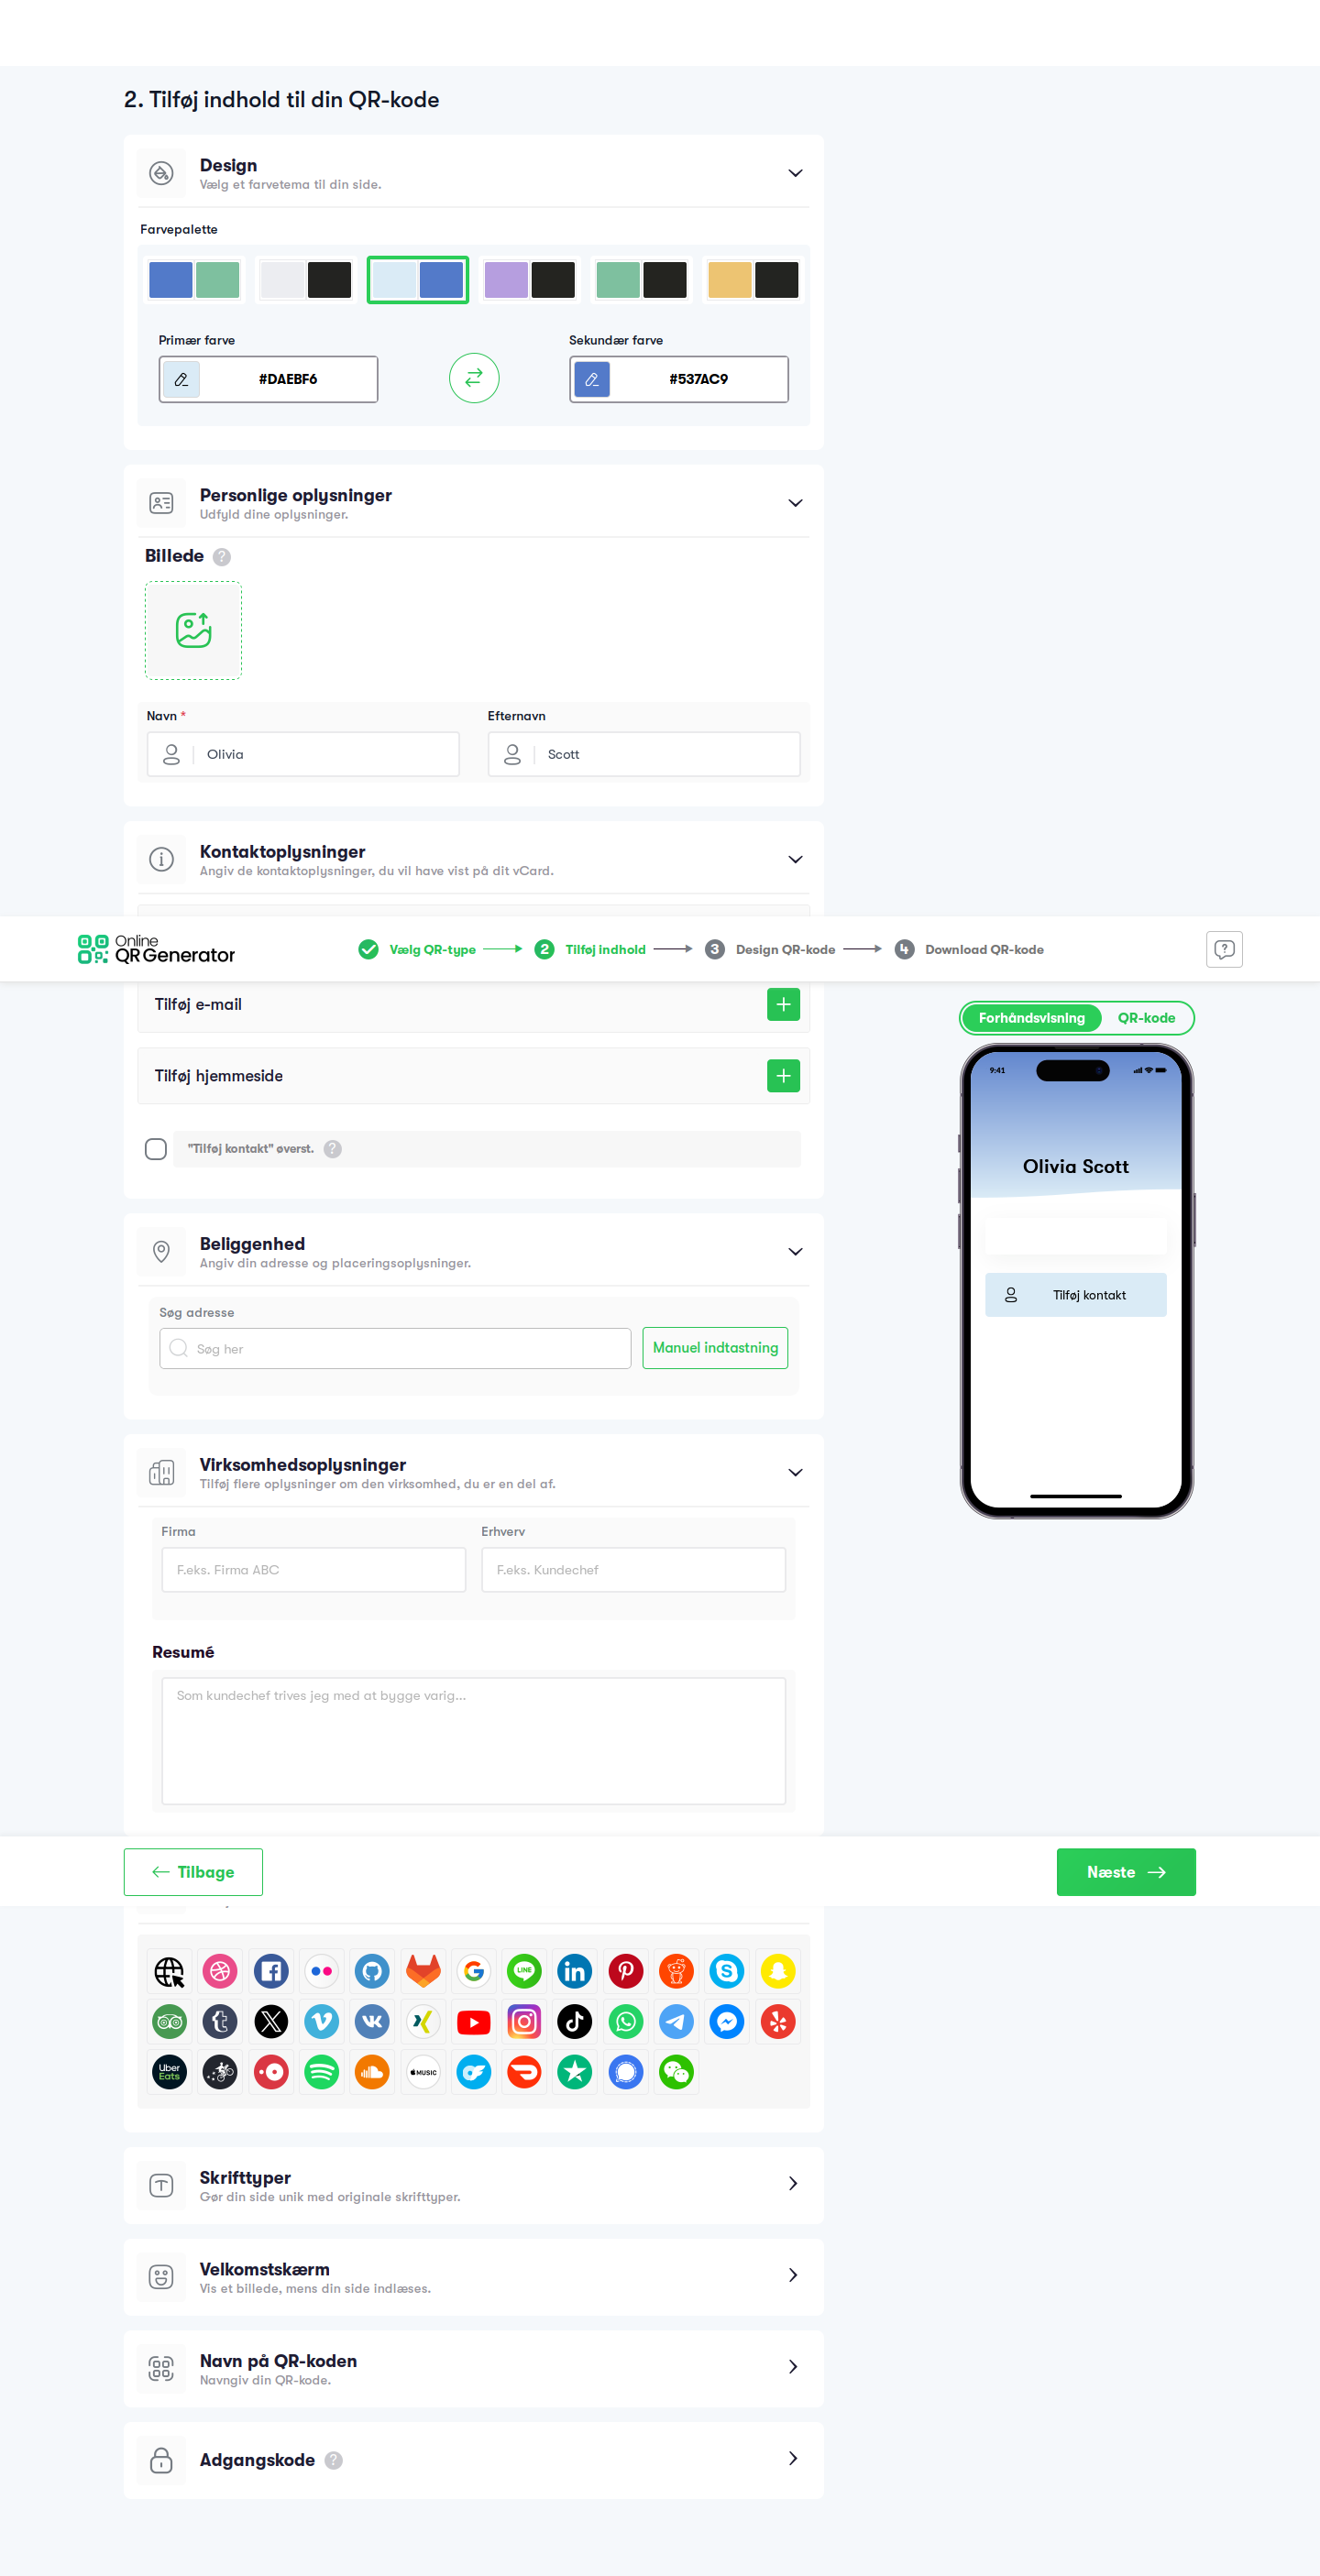 2. Tilføj indhold til din QR-kode
Design
Vælg et farvetema til din side.
Farvepalette
Primær farve
Sekundær farve
#DAEBF6
#537AC9
Personlige oplysninger
Udfyld dine oplysninger.
Billede ?
Navn *
Efternavn
Olivia
Scott
Kontaktoplysninger
Angiv de kontaktoplysninger, du vil have vist på dit vCard.
Online
QR Generator
Vælg QR-type
2 Tilføj indhold
3 Design QR-kode
4 Download QR-kode
Tilføj e-mail
Tilføj hjemmeside
"Tilføj kontakt" øverst. ?
Forhåndsvisning
QR-kode
9:41
Olivia Scott
Tilføj kontakt
Beliggenhed
Angiv din adresse og placeringsoplysninger.
Søg adresse
Søg her
Manuel indtastning
Virksomhedsoplysninger
Tilføj flere oplysninger om den virksomhed, du er en del af.
Firma
Erhverv
F.eks. Firma ABC
F.eks. Kundechef
Resumé
Som kundechef trives jeg med at bygge varig...
Tilbage
Næste
LINE
Uber
Eats
MUSIC
Skrifttyper
Gør din side unik med originale skrifttyper.
Velkomstskærm
Vis et billede, mens din side indlæses.
Navn på QR-koden
Navngiv din QR-kode.
Adgangskode ?